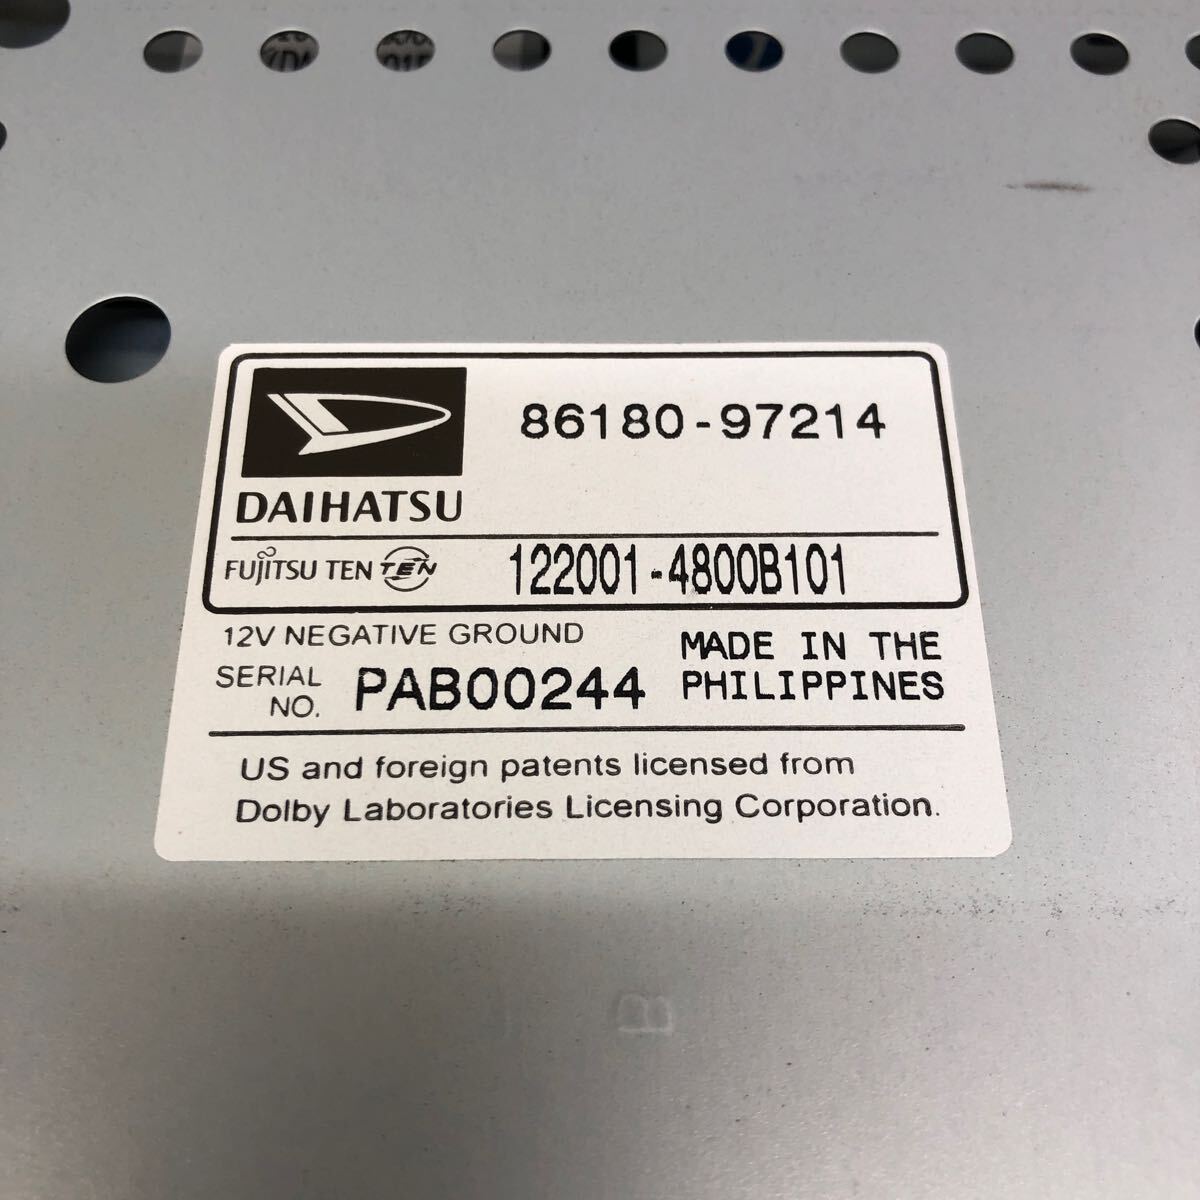 86180-97214
DAIHATSU
FUJITSU TEN TEN 122001-4800B101
12V NEGATIVE GROUND
MADE IN THE
PHILIPPINES
SERIAL
NO. PAB00244
US and foreign patents licensed from
Dolby Laboratories Licensing Corporation.
B